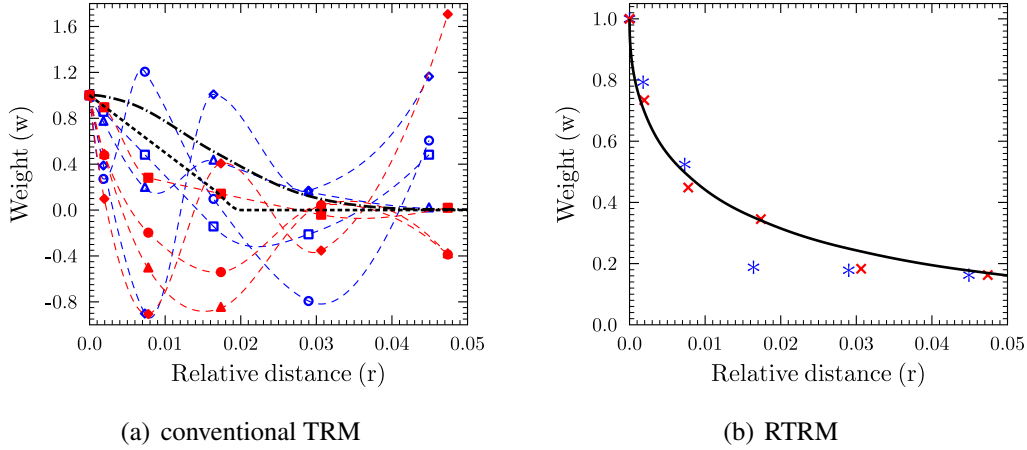 1.6
1.2
0.8
0.4
0.0
-0.4
-0.8
Weight (w)
0.0 0.01 0.02 0.03 0.04 0.05
Relative distance (r)
(a) conventional TRM
1.0
0.8
0.6
0.4
0.2
0.0
Weight (w)
0.0 0.01 0.02 0.03 0.04 0.05
Relative distance (r)
(b) RTRM